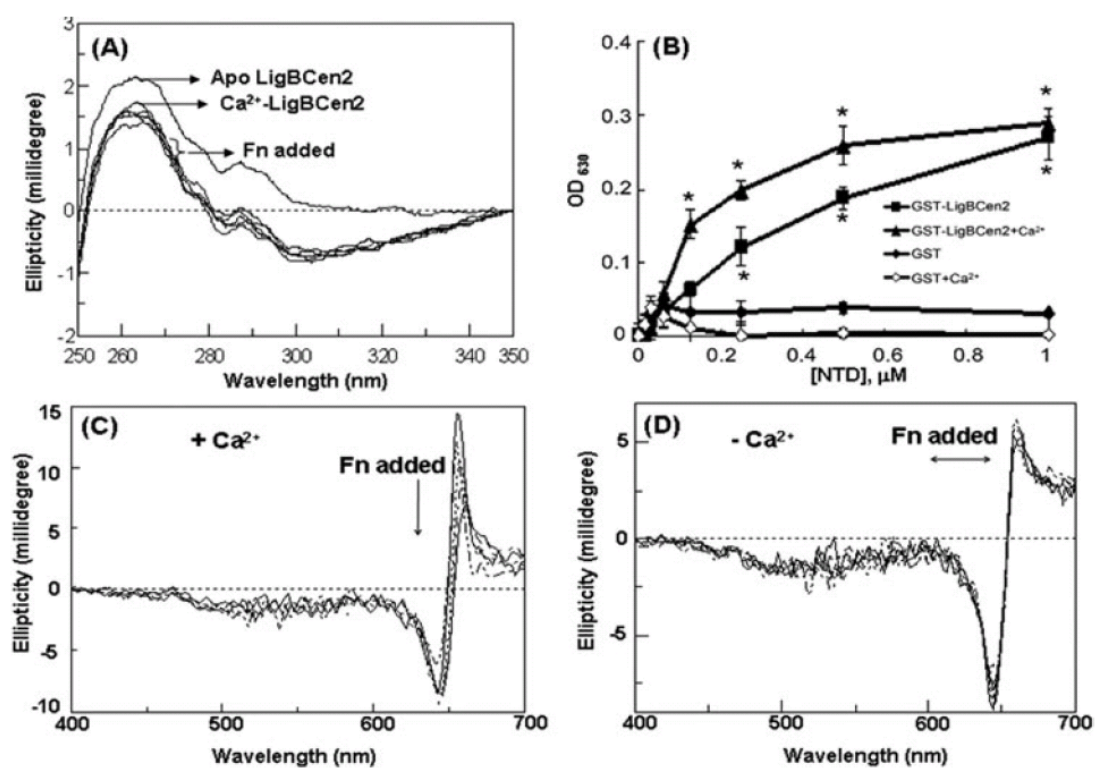 (A)
3
2
1
0
-1
-2
Ellipticity (millidegree)
Apo LigBCen2
Ca²⁺-LigBCen2
Fn added
250 260 280 300 320 340 350
Wavelength (nm)
(B)
0.4
0.3
0.2
0.1
0
OD₆₃₀
* * * * * * *
GST-LigBCen2
GST-LigBCen2+Ca²⁺
GST
GST+Ca²⁺
0 0.2 0.4 0.6 0.8 1
[NTD], µM
(C)
+ Ca²⁺
Fn added
15
10
5
0
-5
-10
Ellipticity (millidegree)
400 500 600 700
Wavelength (nm)
(D)
- Ca²⁺
Fn added
5
0
-5
Ellipticity (millidegree)
400 500 600 700
Wavelength (nm)